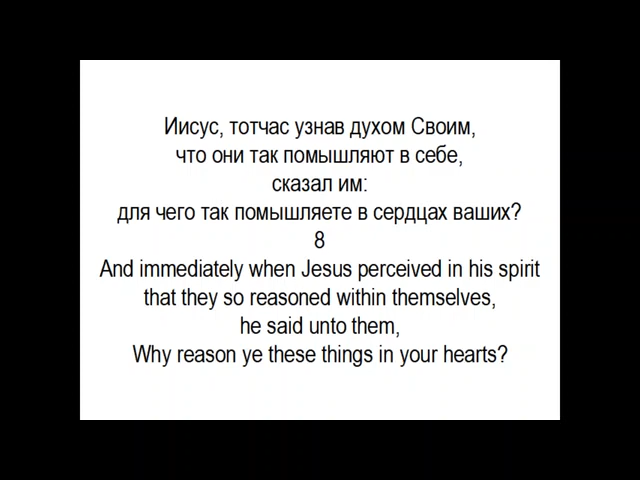 Иисус, тотчас узнав духом Своим,
что они так помышляют в себе,
сказал им:
для чего так помышляете в сердцах ваших?
8
And immediately when Jesus perceived in his spirit
that they so reasoned within themselves,
he said unto them,
Why reason ye these things in your hearts?